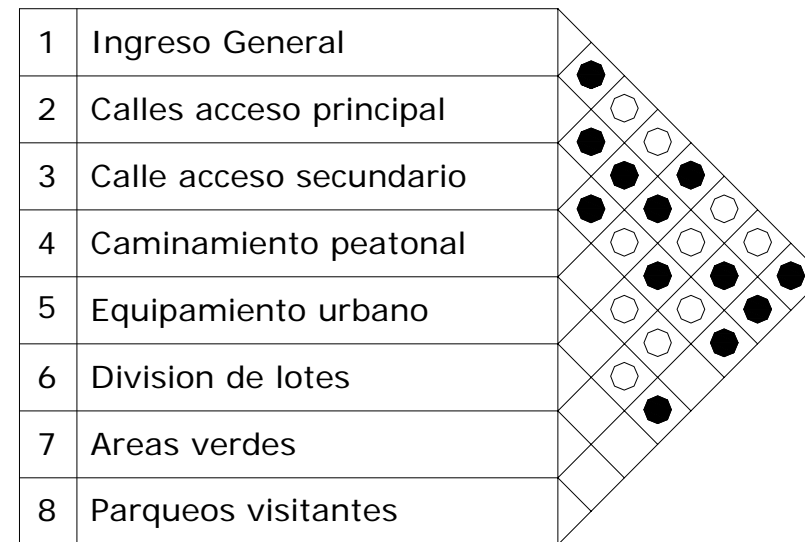 1 Ingreso General
2 Calles acceso principal
3 Calle acceso secundario
4 Caminamiento peatonal
5 Equipamiento urbano
6 Division de lotes
7 Areas verdes
8 Parqueos visitantes